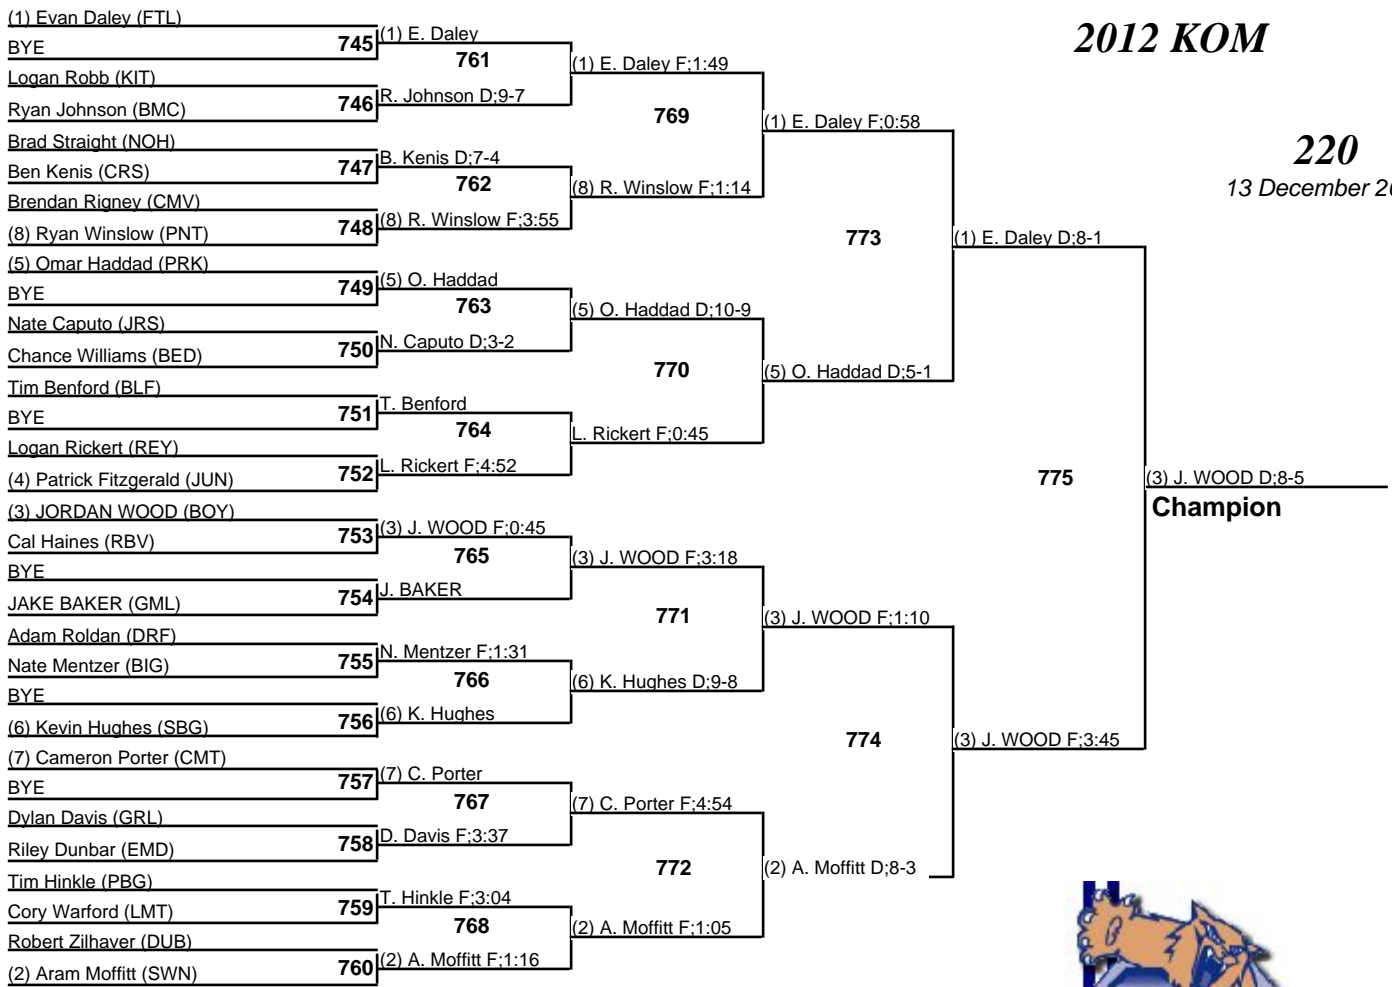 2012 KOM
220
13 December 20
(1) Evan Daley (FTL)
BYE
Logan Robb (KIT)
Ryan Johnson (BMC)
Brad Straight (NOH)
Ben Kenis (CRS)
Brendan Rigney (CMV)
(8) Ryan Winslow (PNT)
(5) Omar Haddad (PRK)
BYE
Nate Caputo (JRS)
Chance Williams (BED)
Tim Benford (BLF)
BYE
Logan Rickert (REY)
(4) Patrick Fitzgerald (JUN)
(3) JORDAN WOOD (BOY)
Cal Haines (RBV)
BYE
JAKE BAKER (GML)
Adam Roldan (DRF)
Nate Mentzer (BIG)
BYE
(6) Kevin Hughes (SBG)
(7) Cameron Porter (CMT)
BYE
Dylan Davis (GRL)
Riley Dunbar (EMD)
Tim Hinkle (PBG)
Cory Warford (LMT)
Robert Zilhaver (DUB)
(2) Aram Moffitt (SWN)
745
746
747
748
749
750
751
752
753
754
755
756
757
758
759
760
(1) E. Daley
761
R. Johnson D;9-7
B. Kenis D;7-4
762
(8) R. Winslow F;3:55
(5) O. Haddad
763
N. Caputo D;3-2
T. Benford
764
L. Rickert F;4:52
(3) J. WOOD F;0:45
765
J. BAKER
N. Mentzer F;1:31
766
(6) K. Hughes
(7) C. Porter
767
D. Davis F;3:37
T. Hinkle F;3:04
768
(2) A. Moffitt F;1:16
(1) E. Daley F;1:49
769
(8) R. Winslow F;1:14
(5) O. Haddad D;10-9
770
L. Rickert F;0:45
(3) J. WOOD F;3:18
771
(6) K. Hughes D;9-8
(7) C. Porter F;4:54
772
(2) A. Moffitt F;1:05
(1) E. Daley F;0:58
773
(5) O. Haddad D;5-1
(3) J. WOOD F;1:10
774
(2) A. Moffitt D;8-3
(1) E. Daley D;8-1
775
(3) J. WOOD F;3:45
(3) J. WOOD D;8-5
Champion